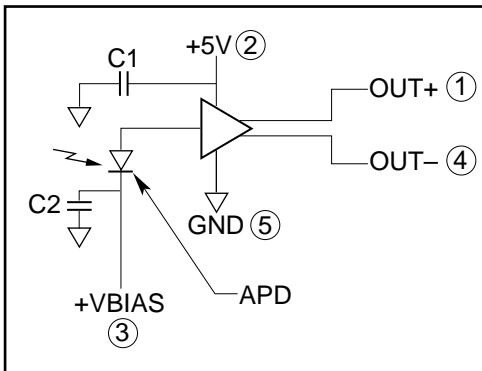 +5V ②
C1
OUT+ ①
OUT– ④
C2
GND ⑤
+VBIAS
③
APD